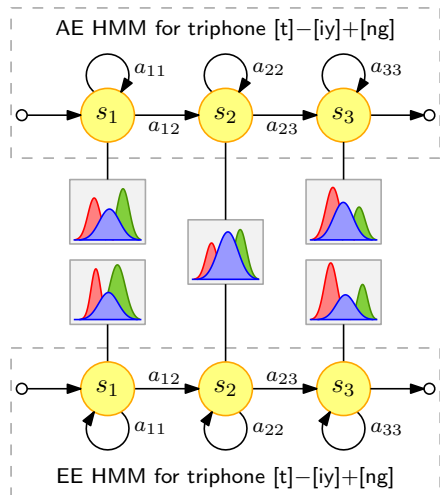 AE HMM for triphone [t]−[iy]+[ng]
a11 a22 a33
s1 s2 s3
a12 a23
a12 a23
s1 s2 s3
a11 a22 a33
EE HMM for triphone [t]−[iy]+[ng]